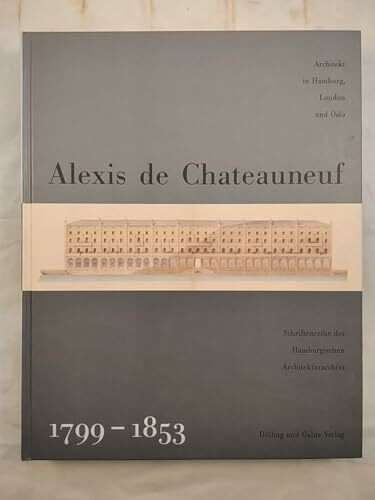 Architekt
in Hamburg,
London
und Oslo
Alexis de Chateauneuf
Schriftenreihe des
Hamburgischen
Architekturarchivs
1799–1853
Dölling und Galitz Verlag